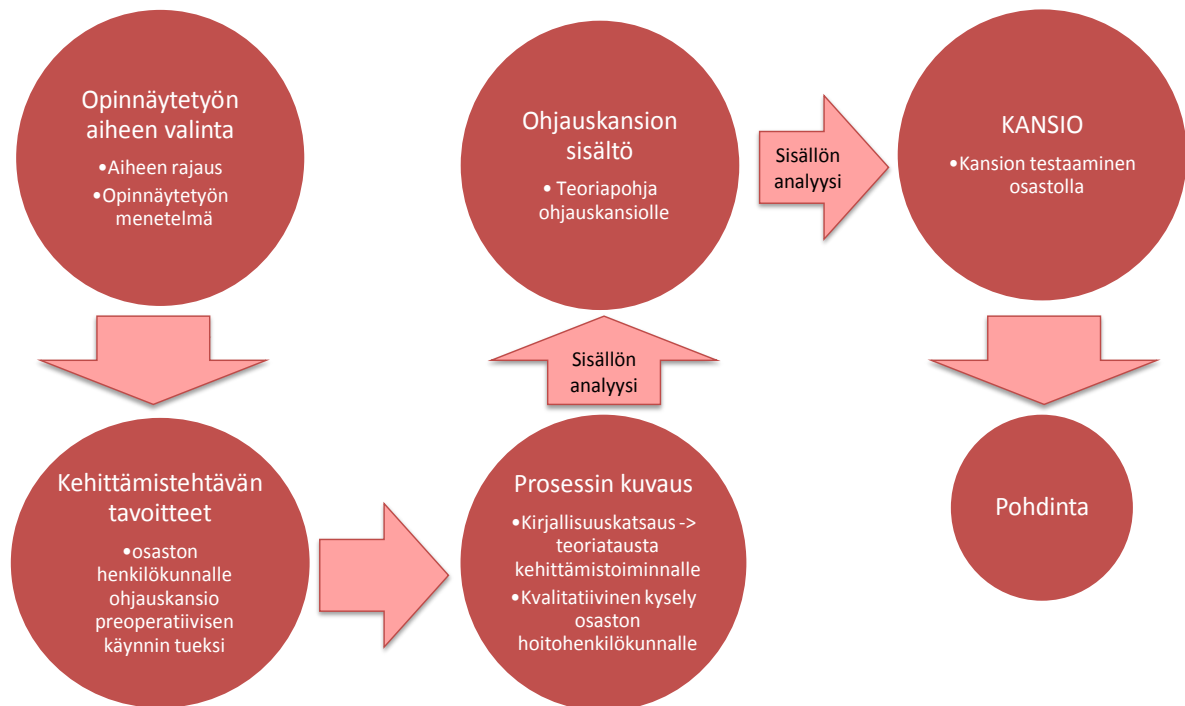 Opinnäytetyön
aiheen valinta
•Aiheen rajaus
•Opinnäytetyön
menetelmä
Kehittämistehtävän
tavoitteet
•osaston
henkilökunnalle
ohjauskansio
preoperatiivisen
käynnin tueksi
Prosessin kuvaus
•Kirjallisuuskatsaus ->
teoriatausta
kehittämistoiminnalle
•Kvalitatiivinen kysely
osaston
hoitohenkilökunnalle
Sisällön
analyysi
Ohjauskansion
sisältö
• Teoriapohja
ohjauskansiolle
Sisällön
analyysi
KANSIO
•Kansion testaaminen
osastolla
Pohdinta